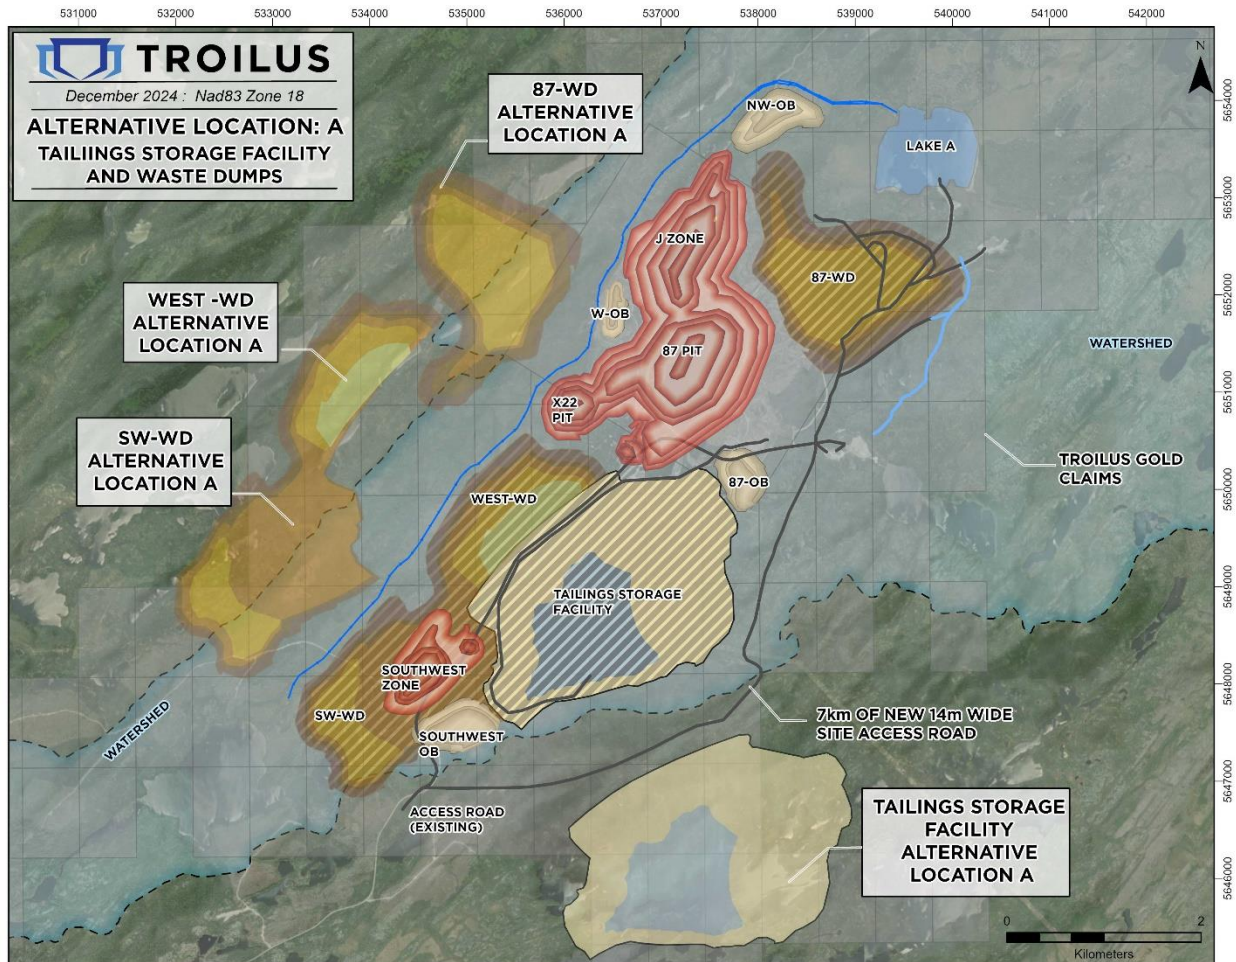 531000 532000 533000 534000 535000 536000 537000 538000 539000 540000 541000 542000
TROILUS
December 2024 : Nad83 Zone 18
ALTERNATIVE LOCATION: A
TAILIINGS STORAGE FACILITY
AND WASTE DUMPS
87-WD
ALTERNATIVE
LOCATION A
NW-OB
N
5654000
LAKE A
5653000
J ZONE
87-WD
WEST -WD
ALTERNATIVE
LOCATION A
W-OB
5652000
87 PIT
WATERSHED
X22
PIT
5651000
SW-WD
ALTERNATIVE
LOCATION A
TROILUS GOLD
CLAIMS
87-OB
WEST-WD
5650000
TAILINGS STORAGE
FACILITY
5649000
SOUTHWEST
ZONE
5648000
SW-WD
WATERSHED
SOUTHWEST
OB
7km OF NEW 14m WIDE
SITE ACCESS ROAD
5647000
ACCESS ROAD
(EXISTING)
TAILINGS STORAGE
FACILITY
ALTERNATIVE
LOCATION A
5646000
0 2
Kilometers